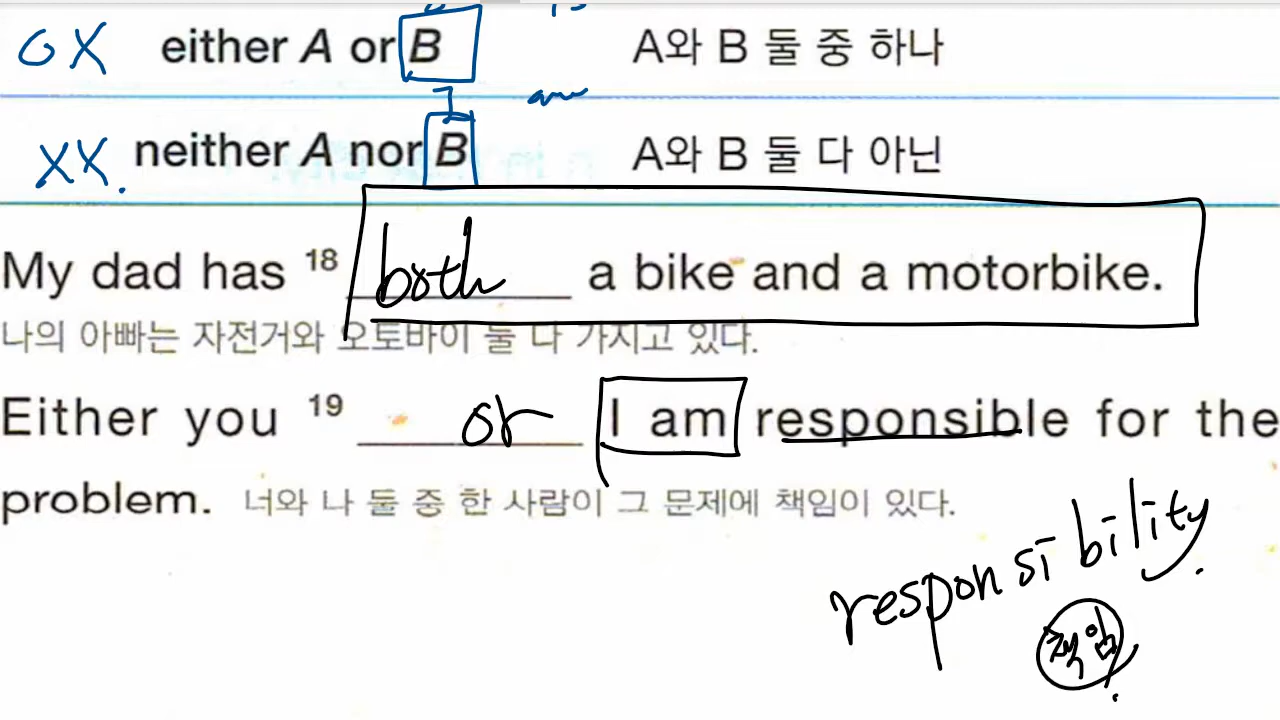 OX either A or B A와 B 둘 중 하나
are
XX. neither A nor B A와 B 둘 다 아닌
My dad has 18 both a bike and a motorbike.
나의 아빠는 자전거와 오토바이 둘 다 가지고 있다.
Either you 19 or I am responsible for the
problem. 너와 나 둘 중 한 사람이 그 문제에 책임이 있다.
responsibility.
책임.